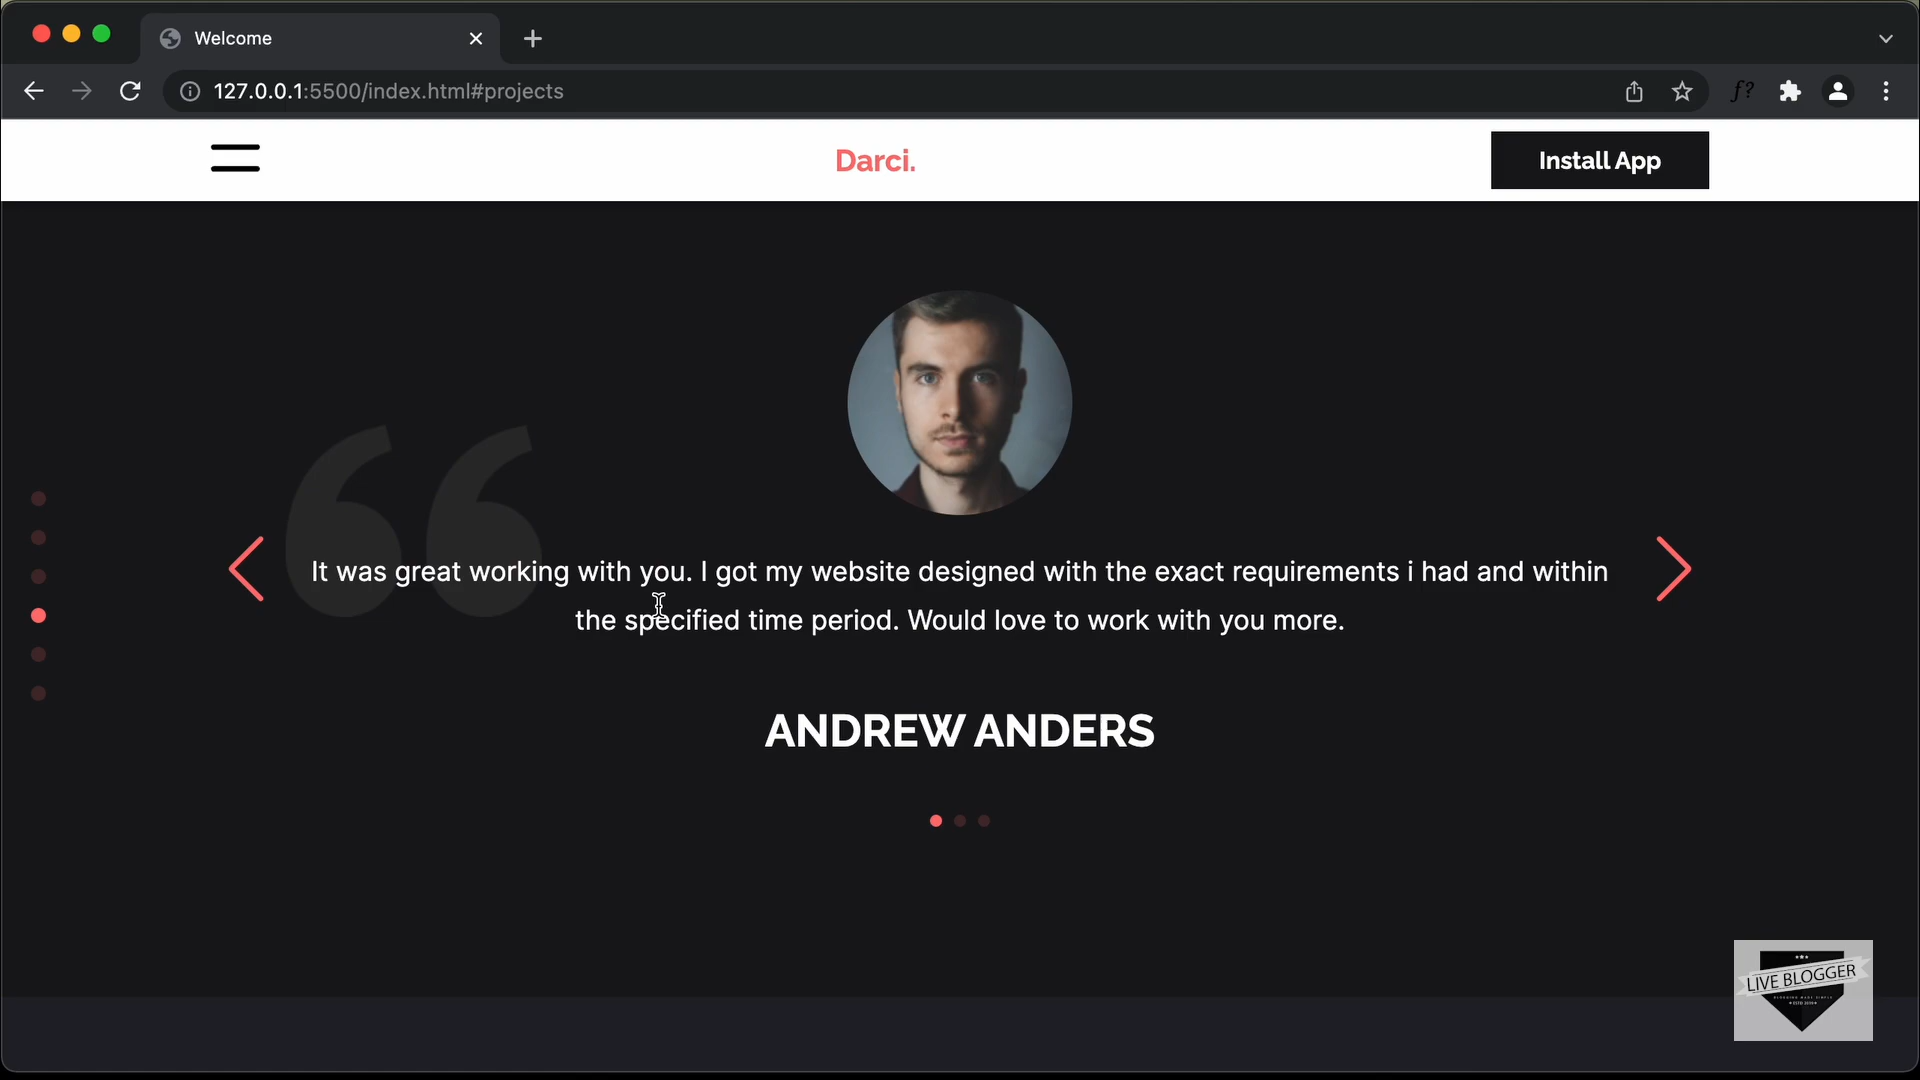 Welcome
127.0.0.1:5500/index.html#projects
f?
Darci.
Install App
It was great working with you. I got my website designed with the exact requirements i had and within
the specified time period. Would love to work with you more.
ANDREW ANDERS
LIVE BLOGGER